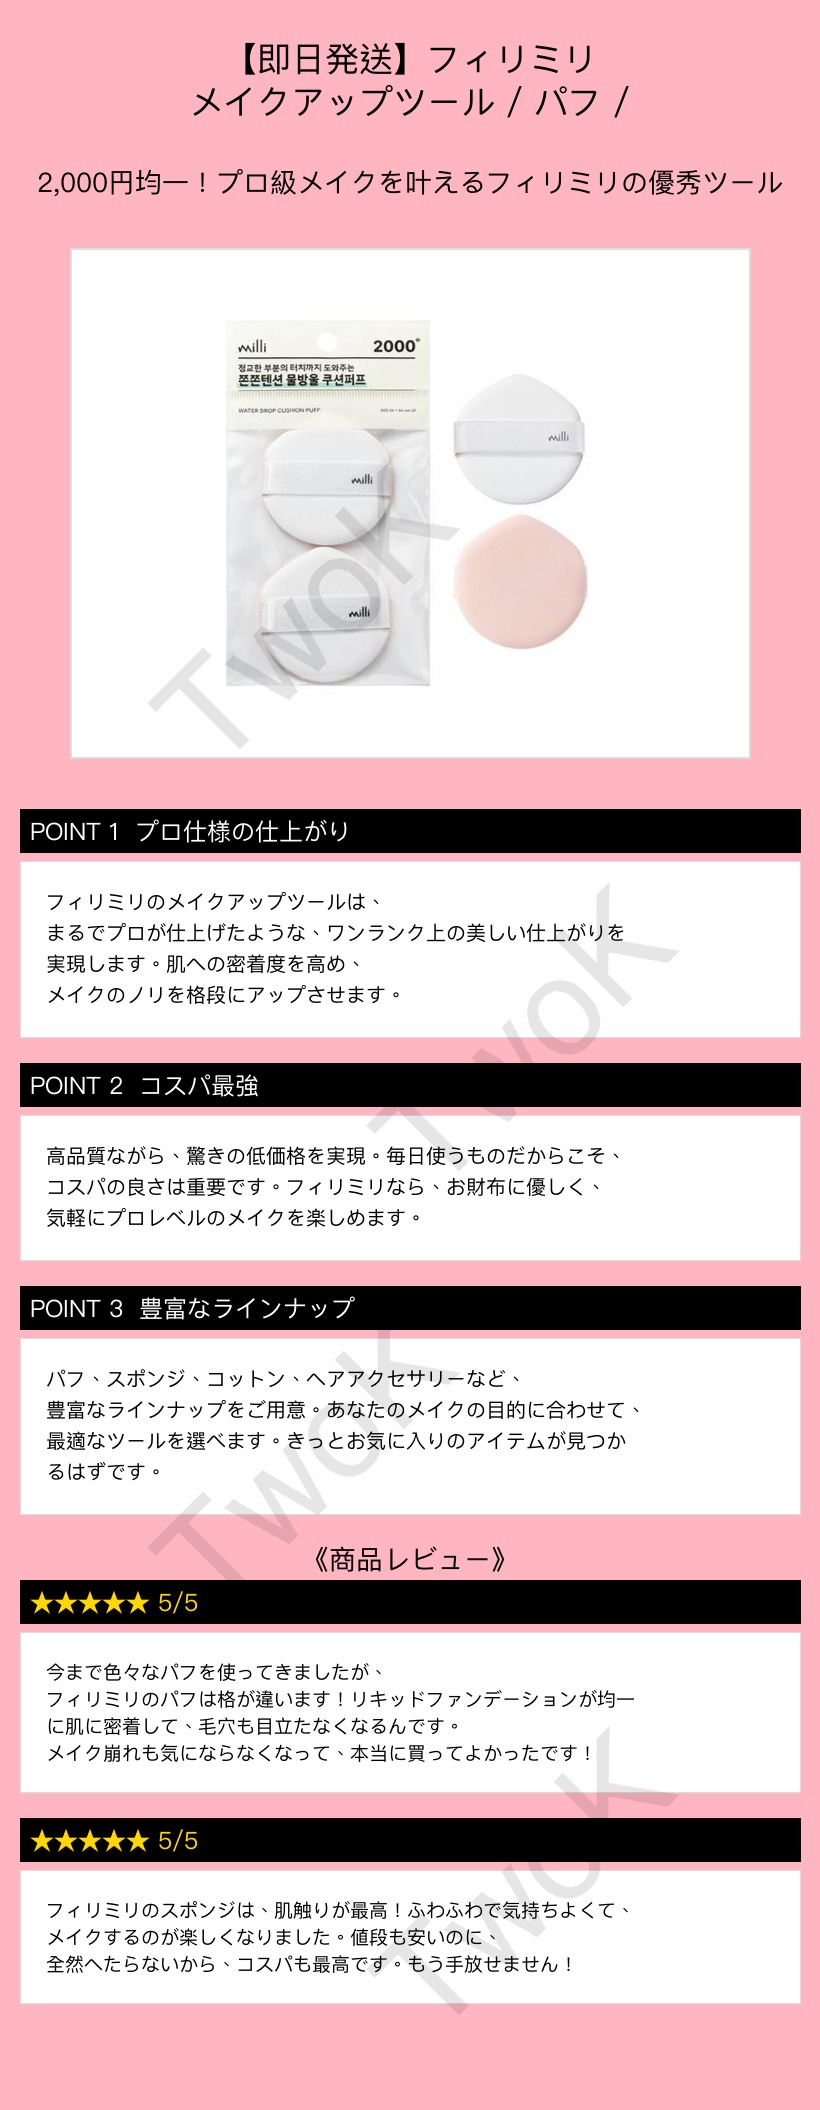 【即日発送】フィリミリ
メイクアップツール / パフ /
2,000円均一！プロ級メイクを叶えるフィリミリの優秀ツール
milli
2000
정교한 부분의 터치까지 도와주는
쫀쫀텐션 물방울 쿠션퍼프
WATER DROP CUSHION PUFF
milli
milli
milli
TwoK
POINT 1 プロ仕様の仕上がり
フィリミリのメイクアップツールは、
まるでプロが仕上げたような、ワンランク上の美しい仕上がりを
実現します。肌への密着度を高め、
メイクのノリを格段にアップさせます。
TwoK
POINT 2 コスパ最強
高品質ながら、驚きの低価格を実現。毎日使うものだからこそ、
コスパの良さは重要です。フィリミリなら、お財布に優しく、
気軽にプロレベルのメイクを楽しめます。
POINT 3 豊富なラインナップ
パフ、スポンジ、コットン、ヘアアクセサリーなど、
豊富なラインナップをご用意。あなたのメイクの目的に合わせて、
最適なツールを選べます。きっとお気に入りのアイテムが見つか
るはずです。
TwoK
《商品レビュー》
★★★★★ 5/5
今まで色々なパフを使ってきましたが、
フィリミリのパフは格が違います！リキッドファンデーションが均一
に肌に密着して、毛穴も目立たなくなるんです。
メイク崩れも気にならなくなって、本当に買ってよかったです！
★★★★★ 5/5
フィリミリのスポンジは、肌触りが最高！ふわふわで気持ちよくて、
メイクするのが楽しくなりました。値段も安いのに、
全然へたらないから、コスパも最高です。もう手放せません！
TwoK